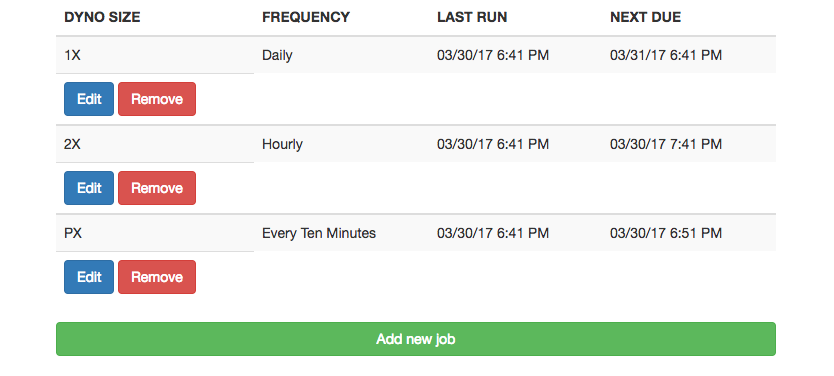 DYNO SIZE FREQUENCY LAST RUN NEXT DUE
1X Daily 03/30/17 6:41 PM 03/31/17 6:41 PM
Edit Remove
2X Hourly 03/30/17 6:41 PM 03/30/17 7:41 PM
Edit Remove
PX Every Ten Minutes 03/30/17 6:41 PM 03/30/17 6:51 PM
Edit Remove
Add new job